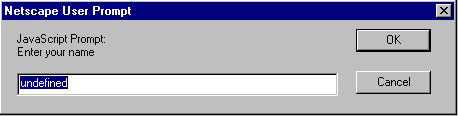 Netscape User Prompt
JavaScript Prompt:
Enter your name
OK
undefined
Cancel